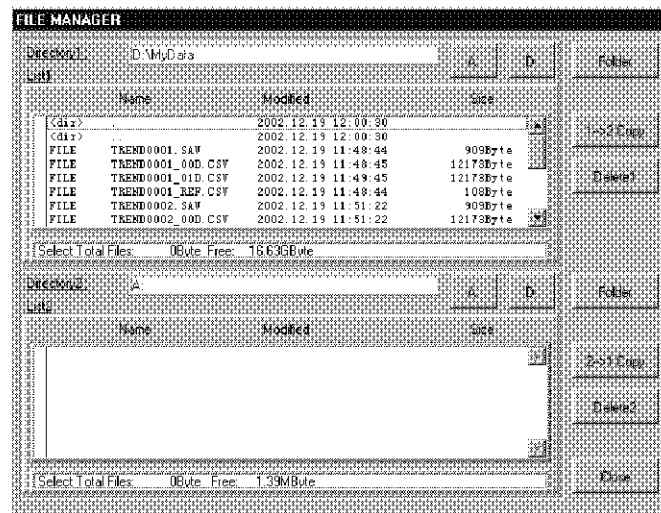 FILE MANAGER
Directory1: D:\MyData A: D: Folder
List1
Name Modified Size
<dir> . 2002.12.19 12:00:30
<dir> .. 2002.12.19 12:00:30
1->2 Copy
FILE TREND0001.SAV 2002.12.19 11:48:44 909Byte
FILE TREND0001_00D.CSV 2002.12.19 11:48:45 12173Byte
FILE TREND0001_01D.CSV 2002.12.19 11:49:45 12173Byte
Delete1
FILE TREND0001_REF.CSV 2002.12.19 11:48:44 108Byte
FILE TREND0002.SAV 2002.12.19 11:51:22 909Byte
FILE TREND0002_00D.CSV 2002.12.19 11:51:22 12173Byte
Select Total Files: 0Byte Free: 16.63GByte
Directory2: A: A: D: Folder
List2
Name Modified Size
2->1 Copy
Delete2
Select Total Files: 0Byte Free: 1.39MByte
Close